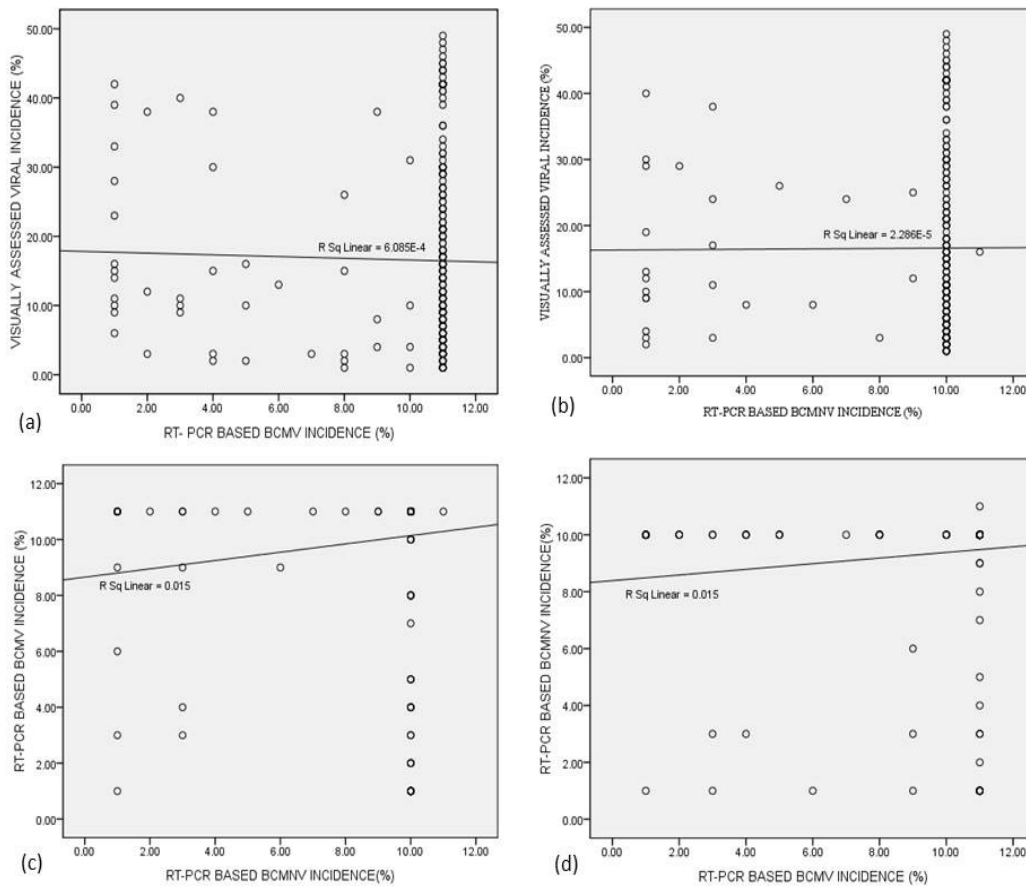 VISUALLY ASSESSED VIRAL INCIDENCE (%)
50.00
40.00
30.00
20.00
10.00
0.00
R Sq Linear = 6.085E-4
0.00 2.00 4.00 6.00 8.00 10.00 12.00
(a)
RT- PCR BASED BCMV INCIDENCE (%)
VISUALLY ASSESSED VIRAL INCIDENCE (%)
50.00
40.00
30.00
20.00
10.00
0.00
R Sq Linear = 2.286E-5
0.00 2.00 4.00 6.00 8.00 10.00 12.00
(b)
RT-PCR BASED BCMNV INCIDENCE (%)
RT-PCR BASED BCMV INCIDENCE (%)
12.00
10.00
8.00
6.00
4.00
2.00
0.00
R Sq Linear = 0.015
0.00 2.00 4.00 6.00 8.00 10.00 12.00
(c)
RT-PCR BASED BCMNV INCIDENCE(%)
RT-PCR BASED BCMNV INCIDENCE(%)
12.00
10.00
8.00
6.00
4.00
2.00
0.00
R Sq Linear = 0.015
0.00 2.00 4.00 6.00 8.00 10.00 12.00
(d)
RT-PCR BASED BCMV INCIDENCE (%)